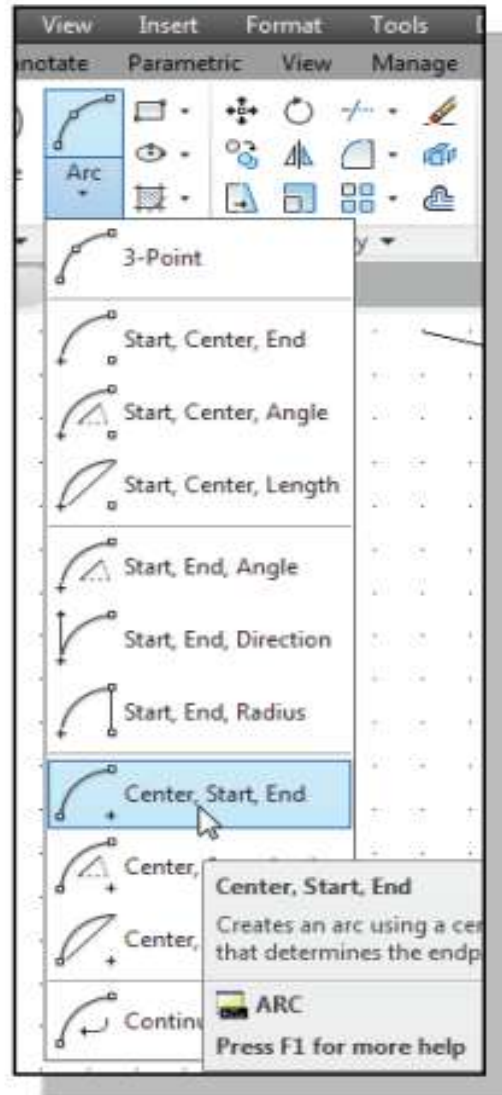 View Insert Format Tools
notate Parametric View Manage
Arc
3-Point
Start, Center, End
Start, Center, Angle
Start, Center, Length
Start, End, Angle
Start, End, Direction
Start, End, Radius
Center, Start, End
Center,
Center, Start, End
Creates an arc using a cen
Center,
that determines the endp
ARC
Continu
Press F1 for more help